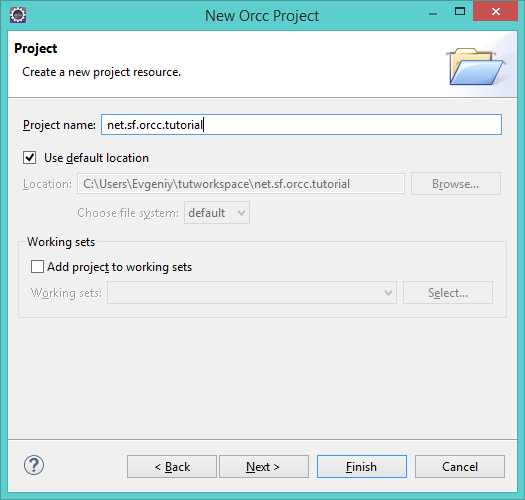 New Orcc Project
Project
Create a new project resource.
Project name: net.sf.orcc.tutorial
Use default location
Location: C:\Users\Evgeniy\tutworkspace\net.sf.orcc.tutorial Browse...
Choose file system: default
Working sets
Add project to working sets
Working sets: Select...
? < Back Next > Finish Cancel